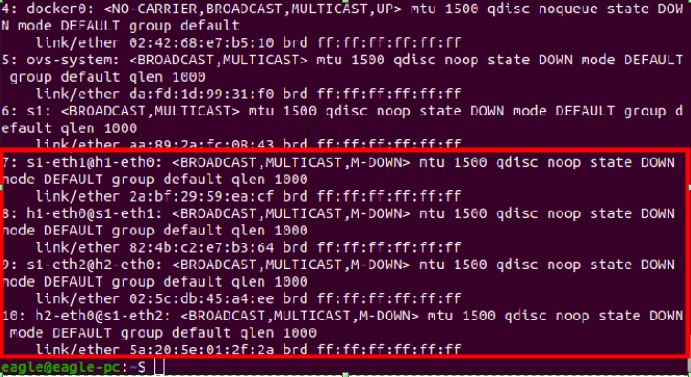 4: docker0: <NO-CARRIER,BROADCAST,MULTICAST,UP> mtu 1500 qdisc noqueue state DOW
N mode DEFAULT group default
    link/ether 02:42:d8:e7:b5:10 brd ff:ff:ff:ff:ff:ff
5: ovs-system: <BROADCAST,MULTICAST> mtu 1500 qdisc noop state DOWN mode DEFAULT
 group default qlen 1000
    link/ether da:fd:1d:99:31:f0 brd ff:ff:ff:ff:ff:ff
6: s1: <BROADCAST,MULTICAST> mtu 1500 qdisc noop state DOWN mode DEFAULT group d
efault qlen 1000
    link/ether aa:89:2a:fc:08:43 brd ff:ff:ff:ff:ff:ff
7: s1-eth1@h1-eth0: <BROADCAST,MULTICAST,M-DOWN> mtu 1500 qdisc noop state DOWN
mode DEFAULT group default qlen 1000
    link/ether 2a:bf:29:59:ea:cf brd ff:ff:ff:ff:ff:ff
8: h1-eth0@s1-eth1: <BROADCAST,MULTICAST,M-DOWN> mtu 1500 qdisc noop state DOWN
mode DEFAULT group default qlen 1000
    link/ether 82:4b:c2:e7:b3:64 brd ff:ff:ff:ff:ff:ff
9: s1-eth2@h2-eth0: <BROADCAST,MULTICAST,M-DOWN> mtu 1500 qdisc noop state DOWN
mode DEFAULT group default qlen 1000
    link/ether 02:5c:db:45:a4:ee brd ff:ff:ff:ff:ff:ff
10: h2-eth0@s1-eth2: <BROADCAST,MULTICAST,M-DOWN> mtu 1500 qdisc noop state DOWN
 mode DEFAULT group default qlen 1000
    link/ether 5a:20:5e:01:2f:2a brd ff:ff:ff:ff:ff:ff
eagle@eagle-pc:~$